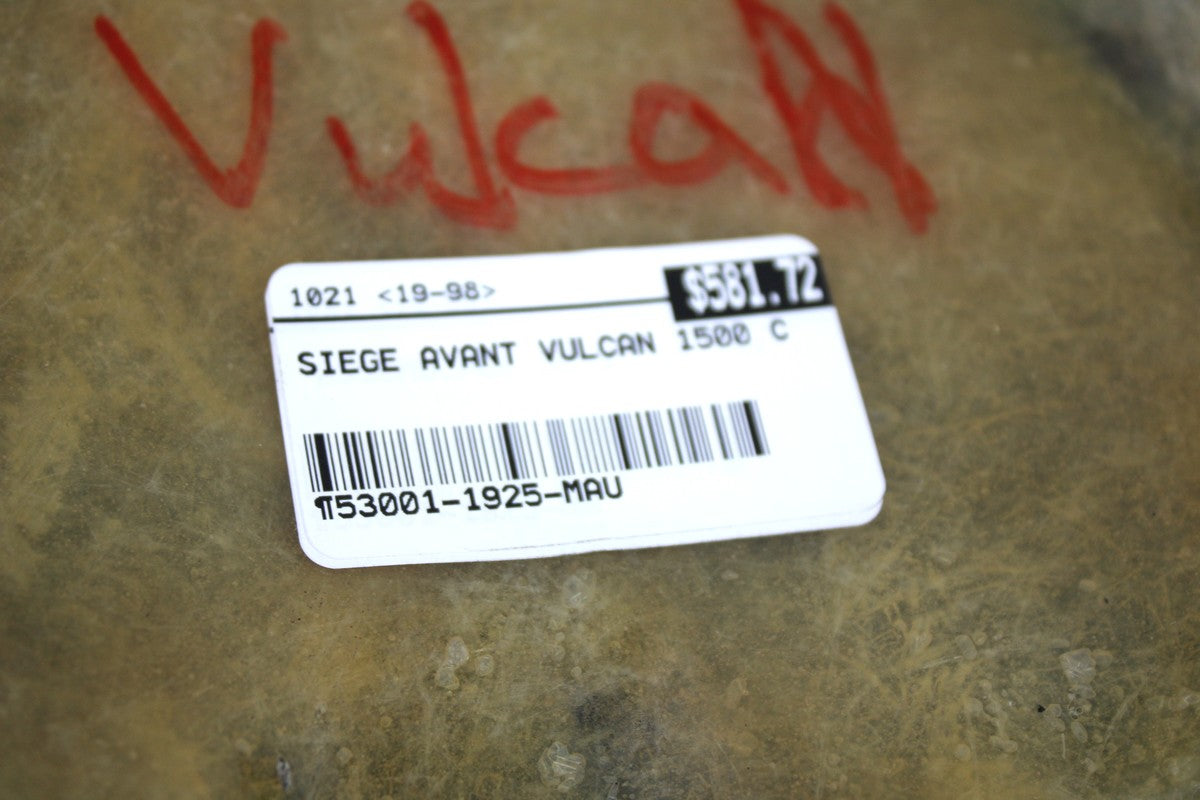 Vulcan
1021 <19-98>
$581.72
SIEGE AVANT VULCAN 1500 C
¶53001-1925-MAU